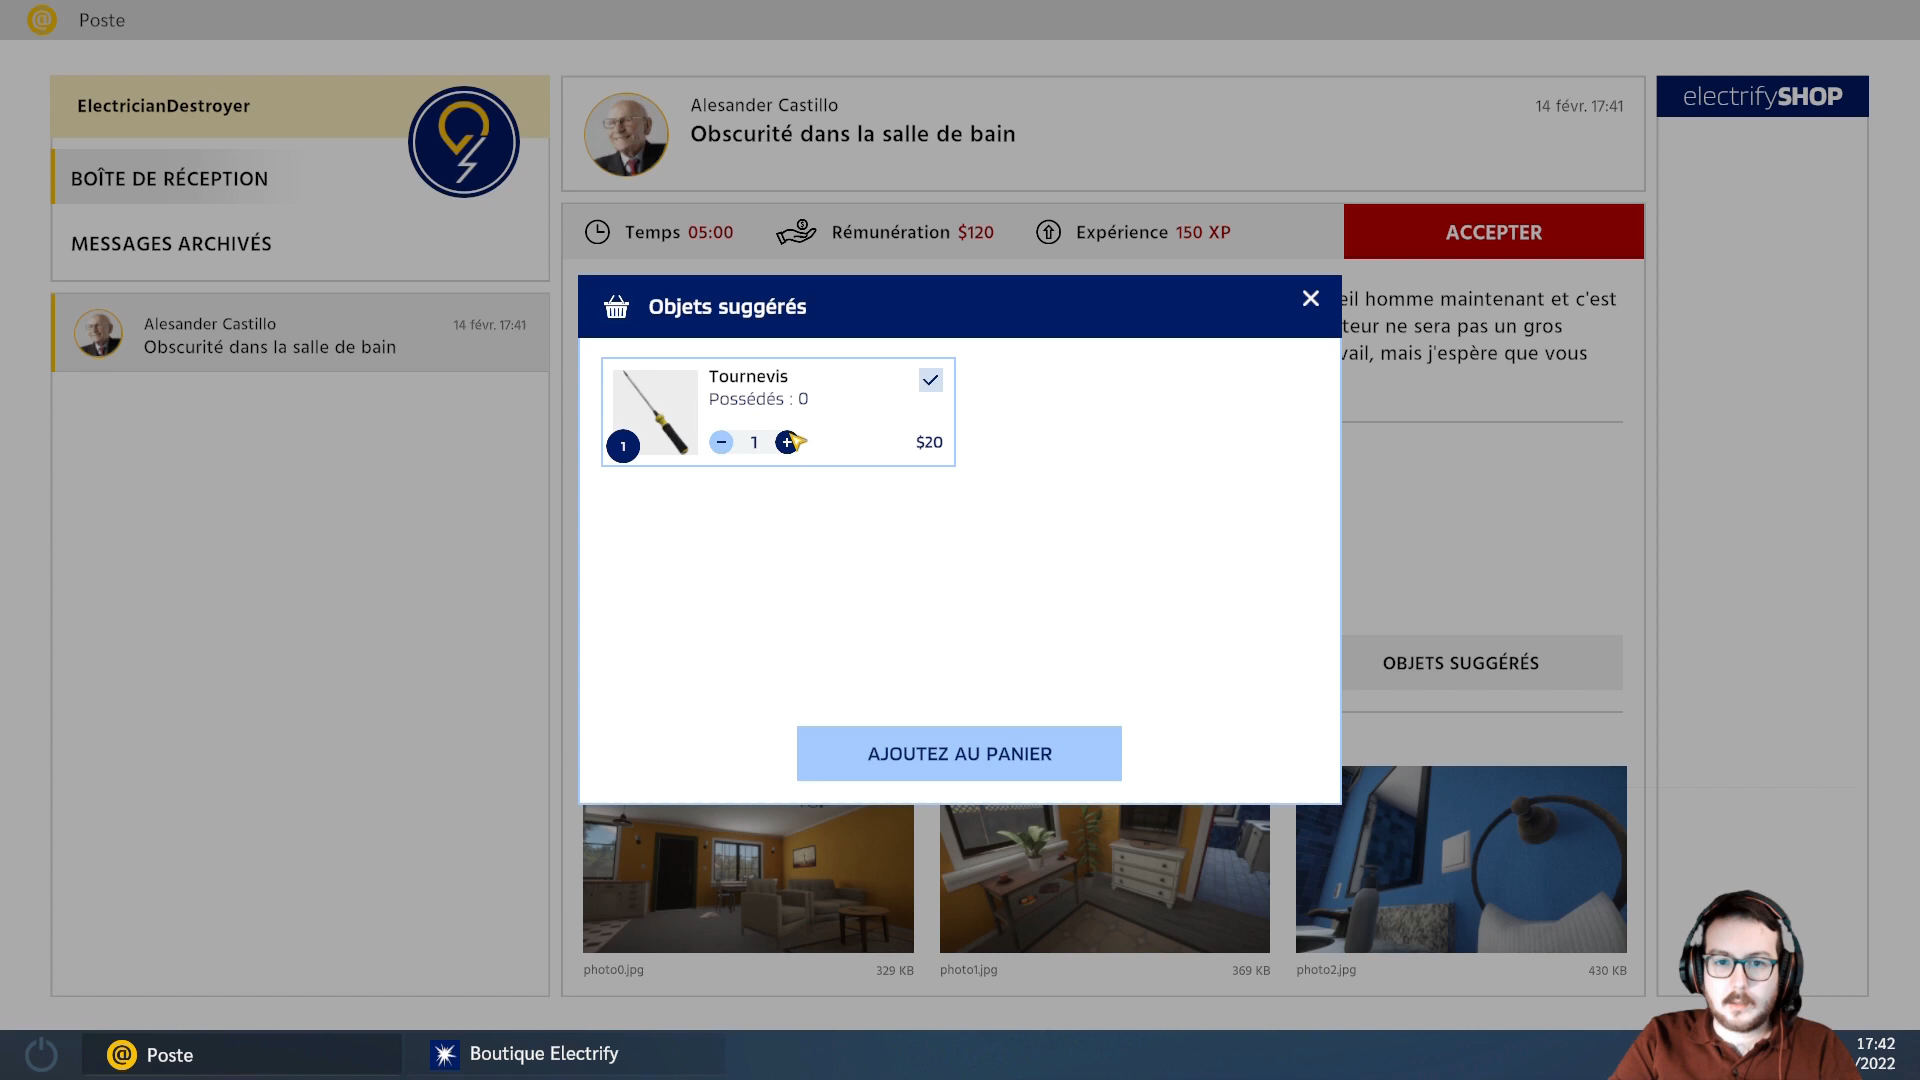 Poste
ElectricianDestroyer
BOÎTE DE RÉCEPTION
MESSAGES ARCHIVÉS
Alesander Castillo
14 févr. 17:41
Obscurité dans la salle de bain
Alesander Castillo
14 févr. 17:41
Obscurité dans la salle de bain
Temps 05:00
Rémunération $120
Expérience 150 XP
ACCEPTER
eil homme maintenant et c'est
teur ne sera pas un gros
vail, mais j'espère que vous
Objets suggérés
Tournevis
Possédés : 0
1
1
$20
AJOUTEZ AU PANIER
OBJETS SUGGÉRÉS
photo0.jpg
329 KB
photo1.jpg
369 KB
photo2.jpg
430 KB
electrifySHOP
Poste
Boutique Electrify
17:42
/2022